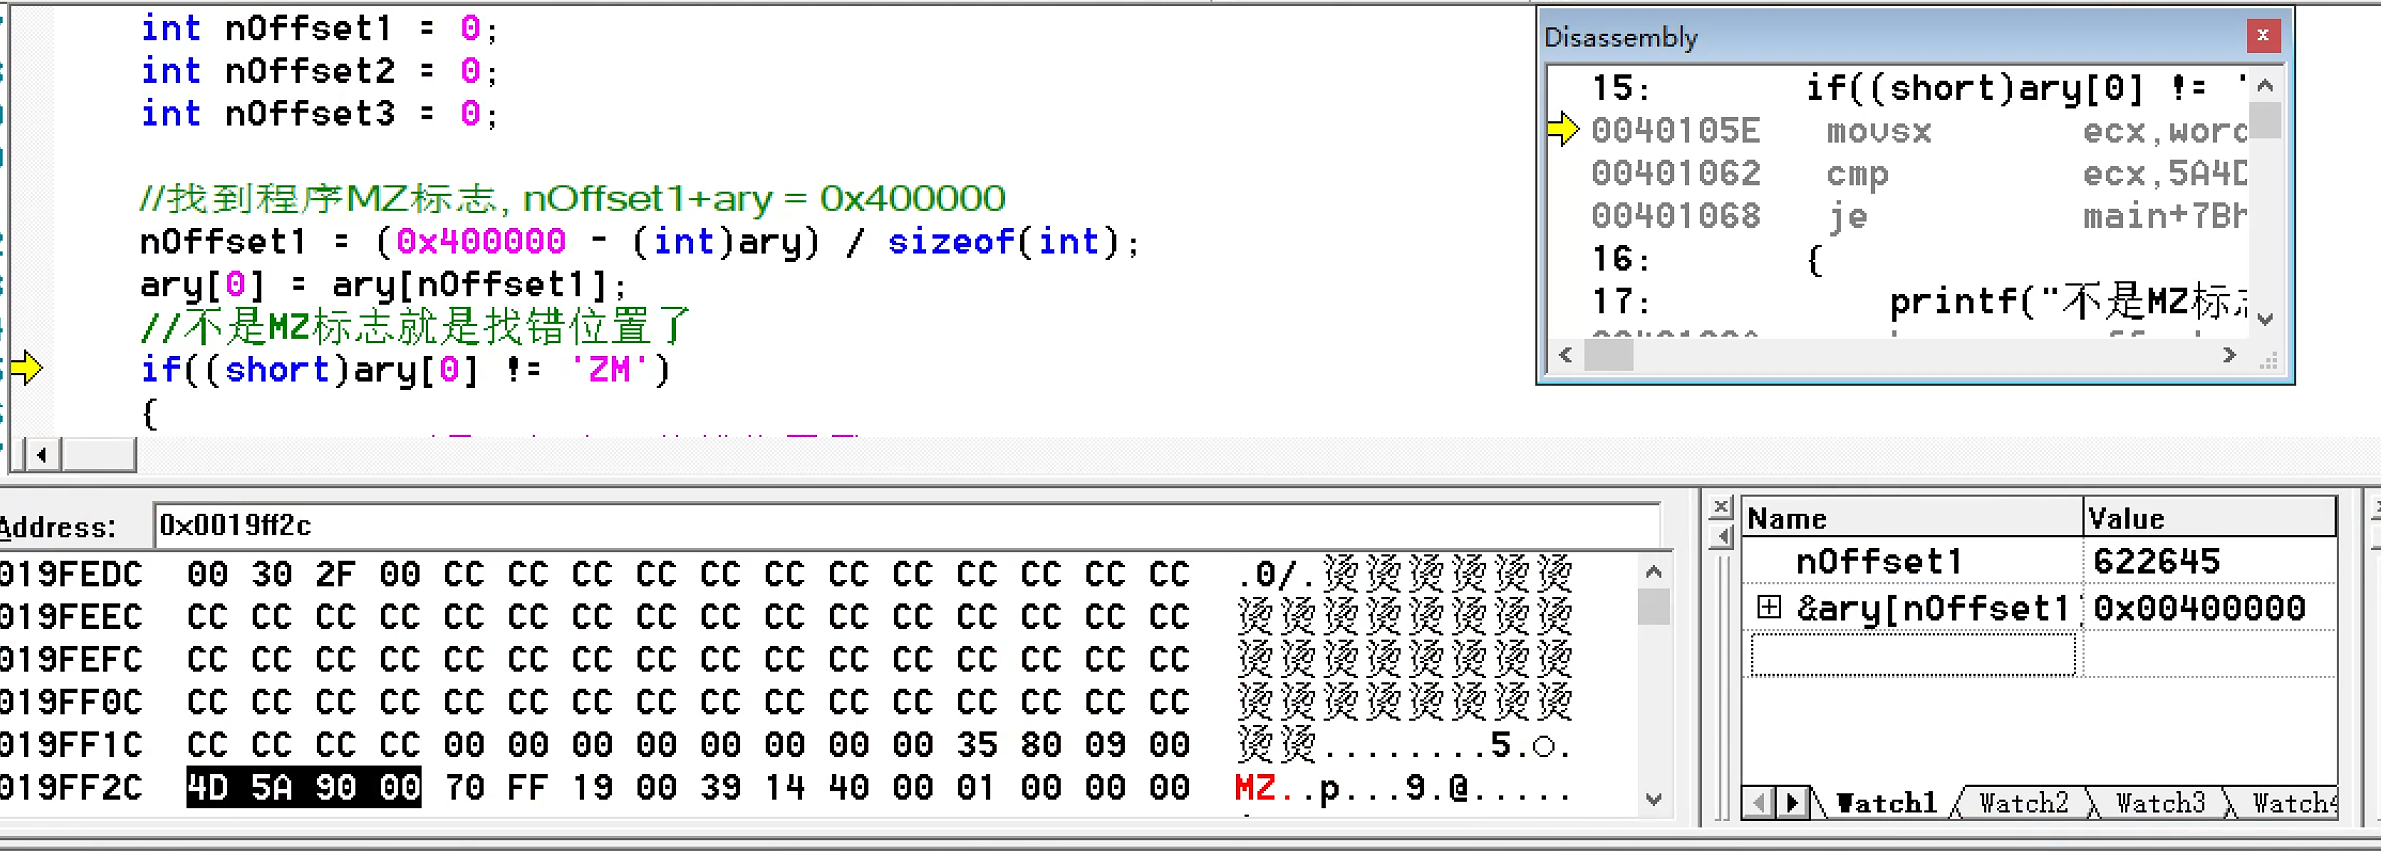 int nOffset1 = 0;
int nOffset2 = 0;
int nOffset3 = 0;
//找到程序MZ标志, nOffset1+ary = 0x400000
nOffset1 = (0x400000 - (int)ary) / sizeof(int);
ary[0] = ary[nOffset1];
//不是MZ标志就是找错位置了
if((short)ary[0] != 'ZM')
{
Disassembly
15: if((short)ary[0] != '
0040105E movsx ecx,word
00401062 cmp ecx,5A4D
00401068 je main+7Bh
16: {
17: printf("不是MZ标志
Address: 0x0019ff2c
019FEDC 00 30 2F 00 CC CC CC CC CC CC CC CC CC CC CC CC .0/.烫烫烫烫烫烫
019FEEC CC CC CC CC CC CC CC CC CC CC CC CC CC CC CC CC 烫烫烫烫烫烫烫烫
019FEFC CC CC CC CC CC CC CC CC CC CC CC CC CC CC CC CC 烫烫烫烫烫烫烫烫
019FF0C CC CC CC CC CC CC CC CC CC CC CC CC CC CC CC CC 烫烫烫烫烫烫烫烫
019FF1C CC CC CC CC 00 00 00 00 00 00 00 00 35 80 09 00 烫烫........5.○.
019FF2C 4D 5A 90 00 70 FF 19 00 39 14 40 00 01 00 00 00 MZ..p...9.@.....
Name Value
nOffset1 622645
&ary[nOffset1] 0x00400000
Watch1 Watch2 Watch3 Watch4